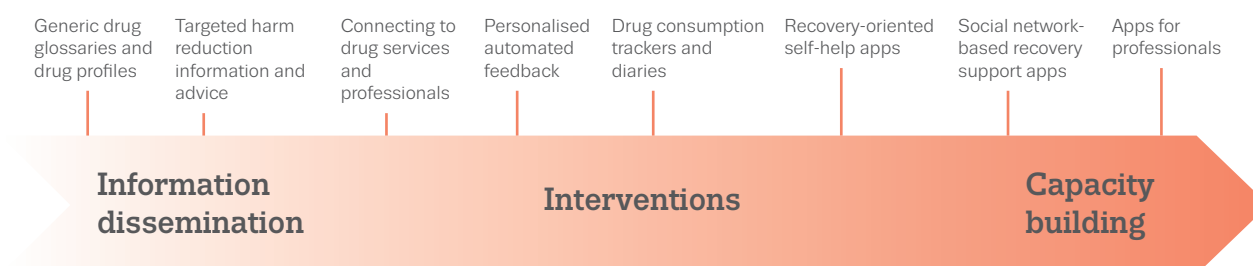 Generic drug
glossaries and
drug profiles
Targeted harm
reduction
information and
advice
Connecting to
drug services
and
professionals
Personalised
automated
feedback
Drug consumption
trackers and
diaries
Recovery-oriented
self-help apps
Social network-
based recovery
support apps
Apps for
professionals
Information
dissemination
Interventions
Capacity
building